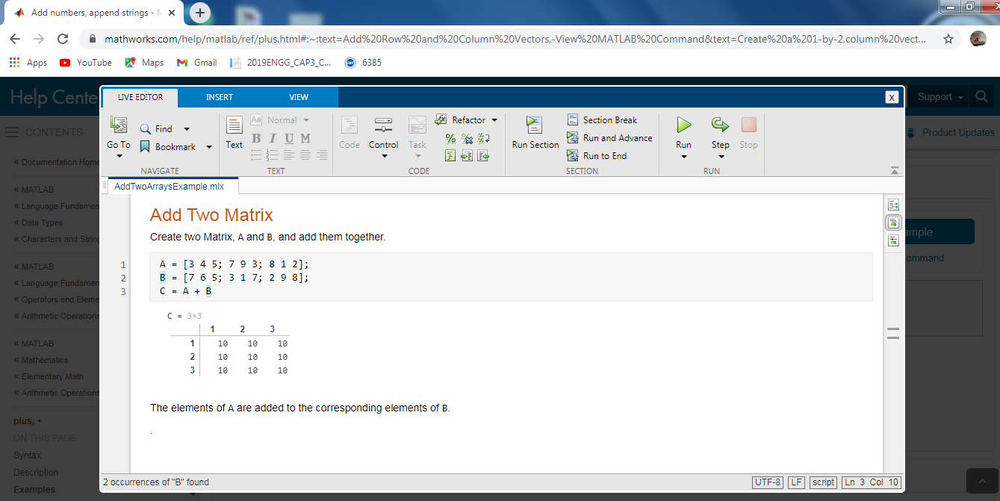 Add numbers, append strings - M
mathworks.com/help/matlab/ref/plus.html#:~:text=Add%20Row%20and%20Column%20Vectors,-View%20MATLAB%20Command&text=Create%20a%201-by-2,column%20vect...
Apps YouTube Maps Gmail 2019ENGG_CAP3_C... 6385
Help Cente
Support
CONTENTS
Product Updates
« Documentation Home
« MATLAB
« Language Fundamen
« Data Types
« Characters and String
« MATLAB
« Language Fundamen
« Operators and Eleme
« Arithmetic Operations
« MATLAB
« Mathematics
« Elementary Math
« Arithmetic Operations
plus, +
ON THIS PAGE
Syntax
Description
Examples
ample
ommand
LIVE EDITOR INSERT VIEW X
Go To Find Bookmark
NAVIGATE
Text Aa Normal
B I U M
TEXT
Code Control Task Refactor
CODE
Run Section Section Break
Run and Advance
Run to End
SECTION
Run Step Stop
RUN
AddTwoArraysExample.mlx
Add Two Matrix
Create two Matrix, A and B, and add them together.
1 A = [3 4 5; 7 9 3; 8 1 2];
2 B = [7 6 5; 3 1 7; 2 9 8];
3 C = A + B
C = 3×3
1 2 3
1 10 10 10
2 10 10 10
3 10 10 10
The elements of A are added to the corresponding elements of B.
.
2 occurrences of "B" found UTF-8 LF script Ln 3 Col 10